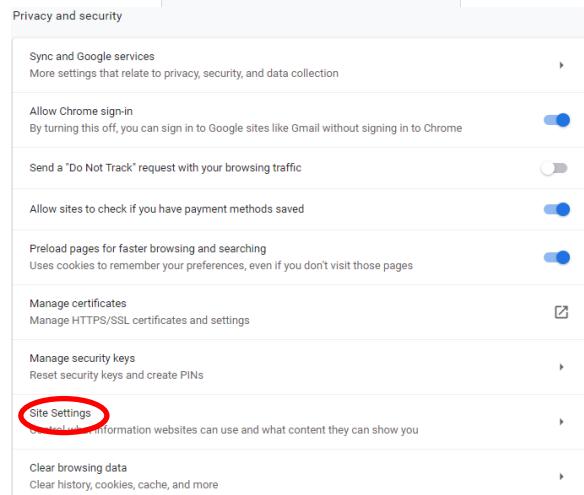 Privacy and security
Sync and Google services
More settings that relate to privacy, security, and data collection
Allow Chrome sign-in
By turning this off, you can sign in to Google sites like Gmail without signing in to Chrome
Send a "Do Not Track" request with your browsing traffic
Allow sites to check if you have payment methods saved
Preload pages for faster browsing and searching
Uses cookies to remember your preferences, even if you don't visit those pages
Manage certificates
Manage HTTPS/SSL certificates and settings
Manage security keys
Reset security keys and create PINs
Site Settings
Control what information websites can use and what content they can show you
Clear browsing data
Clear history, cookies, cache, and more